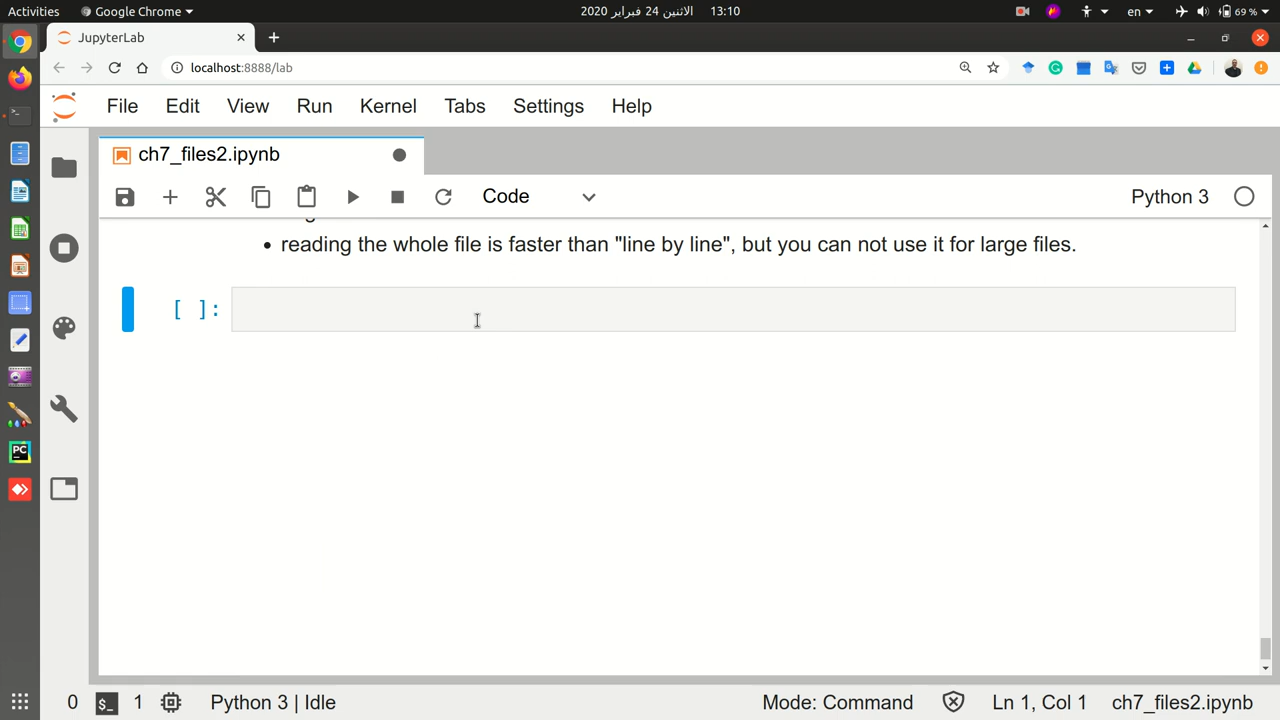 Activities Google Chrome الاثنين 24 فبراير 2020 13:10 en 69 %
JupyterLab
localhost:8888/lab
File Edit View Run Kernel Tabs Settings Help
ch7_files2.ipynb
Code Python 3
reading the whole file is faster than "line by line", but you can not use it for large files.
[ ]:
0 $_ 1 Python 3 | Idle Mode: Command Ln 1, Col 1 ch7_files2.ipynb